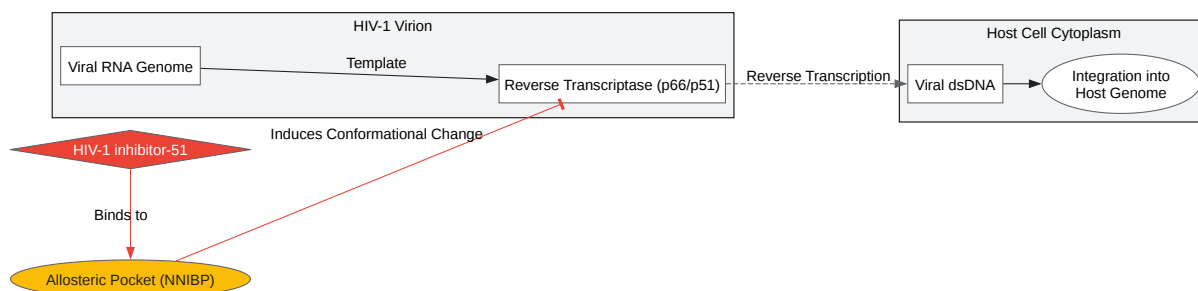 HIV-1 Virion
Host Cell Cytoplasm
Viral RNA Genome
Template
Reverse Transcriptase (p66/p51)
Reverse Transcription
Viral dsDNA
Integration into
Host Genome
Induces Conformational Change
HIV-1 inhibitor-51
Binds to
Allosteric Pocket (NNIBP)